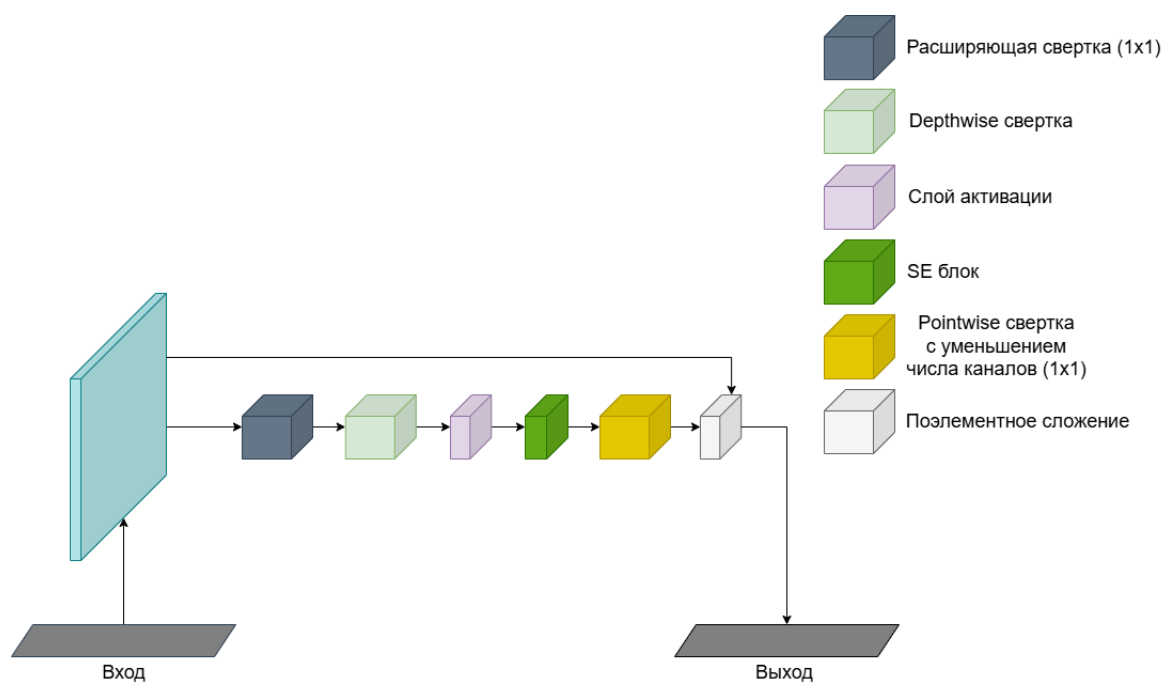 Расширяющая свертка (1x1)
Depthwise свертка
Слой активации
SE блок
Pointwise свертка
с уменьшением
числа каналов (1x1)
Поэлементное сложение
Вход
Выход